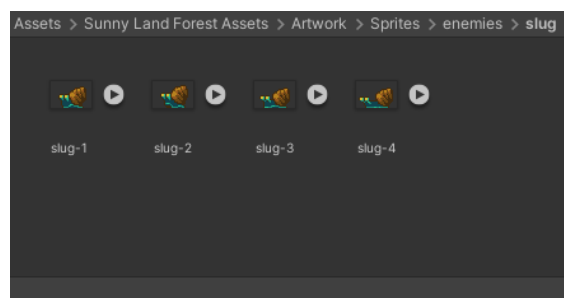 Assets > Sunny Land Forest Assets > Artwork > Sprites > enemies > slug
slug-1 slug-2 slug-3 slug-4